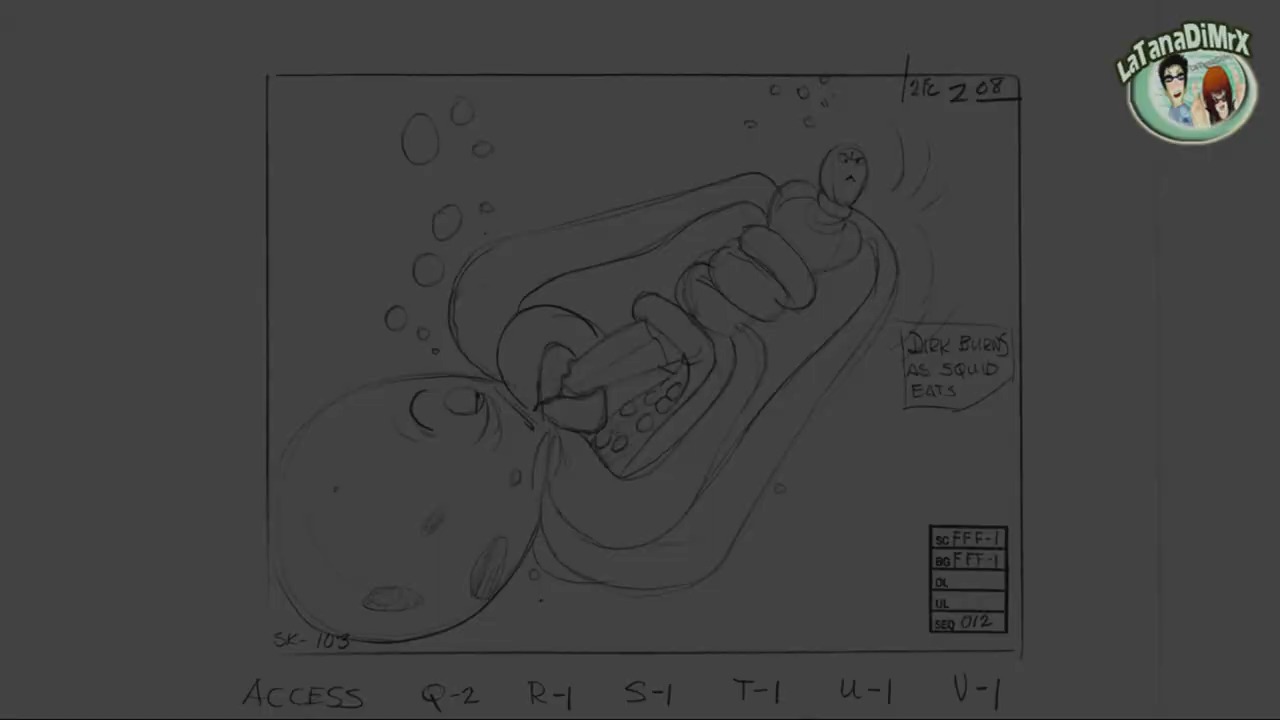 LaTanaDiMrX
2FC 208
DIRK BURNS
AS SQUID
EATS
SC FFF-1
BG FFF-1
OL
UL
SEQ 012
SK-103
ACCESS Q-2 R-1 S-1 T-1 U-1 V-1